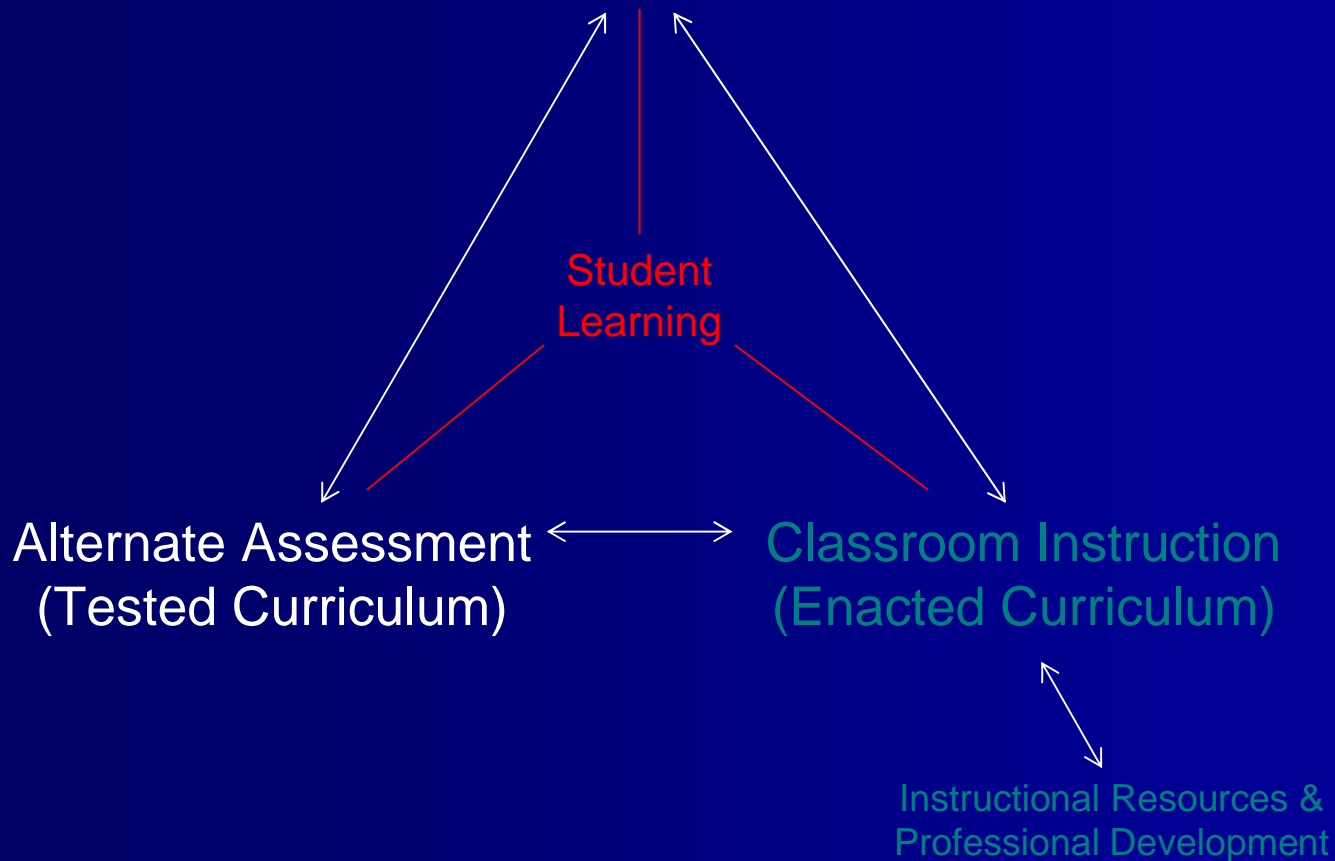 Student
Learning
Alternate Assessment
(Tested Curriculum)
Classroom Instruction
(Enacted Curriculum)
Instructional Resources &
Professional Development